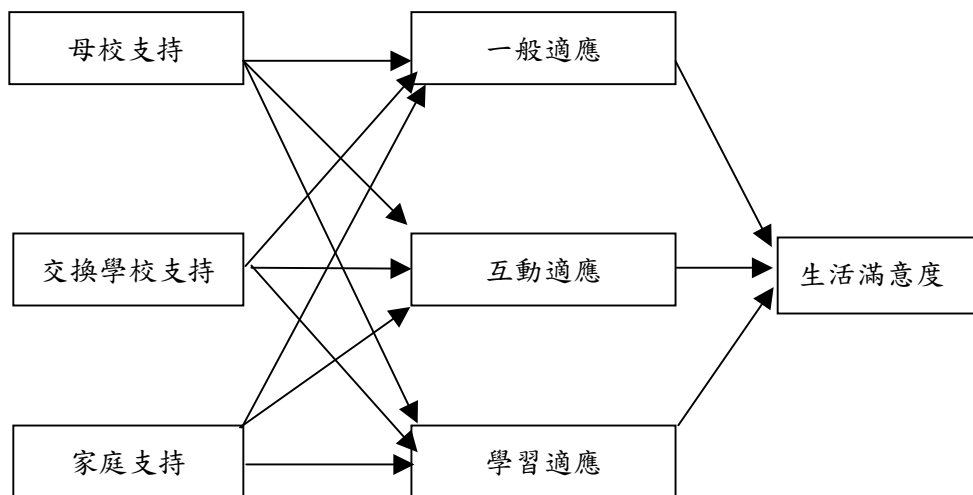 母校支持
一般適應
交換學校支持
互動適應
生活滿意度
家庭支持
學習適應